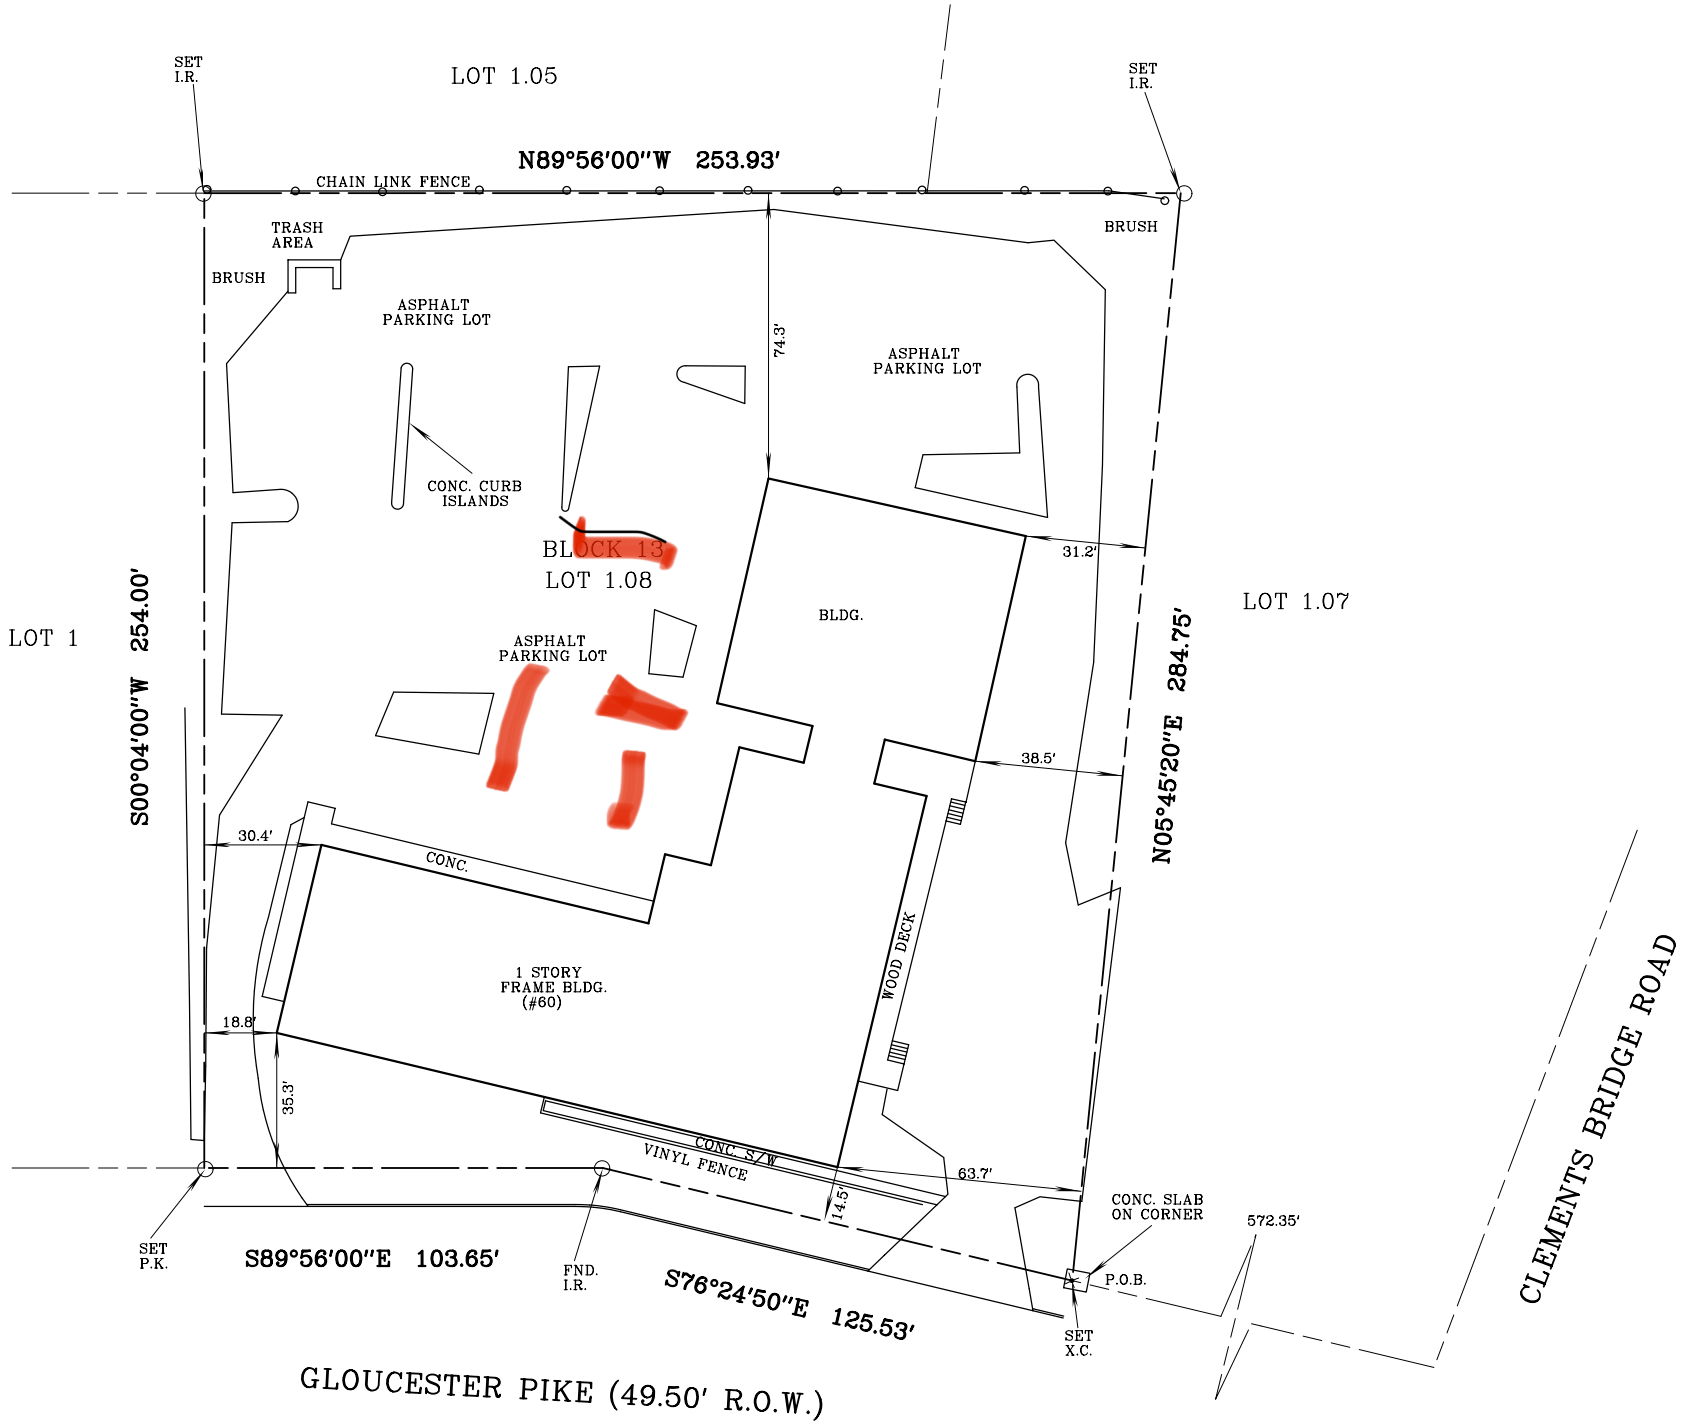 SET
I.R.
LOT 1.05
SET
I.R.
N89°56'00"W 253.93'
CHAIN LINK FENCE
TRASH
AREA
BRUSH
BRUSH
ASPHALT
PARKING LOT
74.3'
ASPHALT
PARKING LOT
CONC. CURB
ISLANDS
BLOCK 13
LOT 1.08
31.2'
LOT 1
S00°04'00"W 254.00'
ASPHALT
PARKING LOT
BLDG.
LOT 1.07
N05°45'20"E 284.75'
38.5'
30.4'
CONC.
WOOD DECK
1 STORY
FRAME BLDG.
(#60)
18.8'
35.3'
CONC. S/W
VINYL FENCE
63.7'
14.5'
CONC. SLAB
ON CORNER
572.35'
CLEMENTS BRIDGE ROAD
SET
P.K.
S89°56'00"E 103.65'
FND.
I.R.
S76°24'50"E 125.53'
P.O.B.
SET
X.C.
GLOUCESTER PIKE (49.50' R.O.W.)